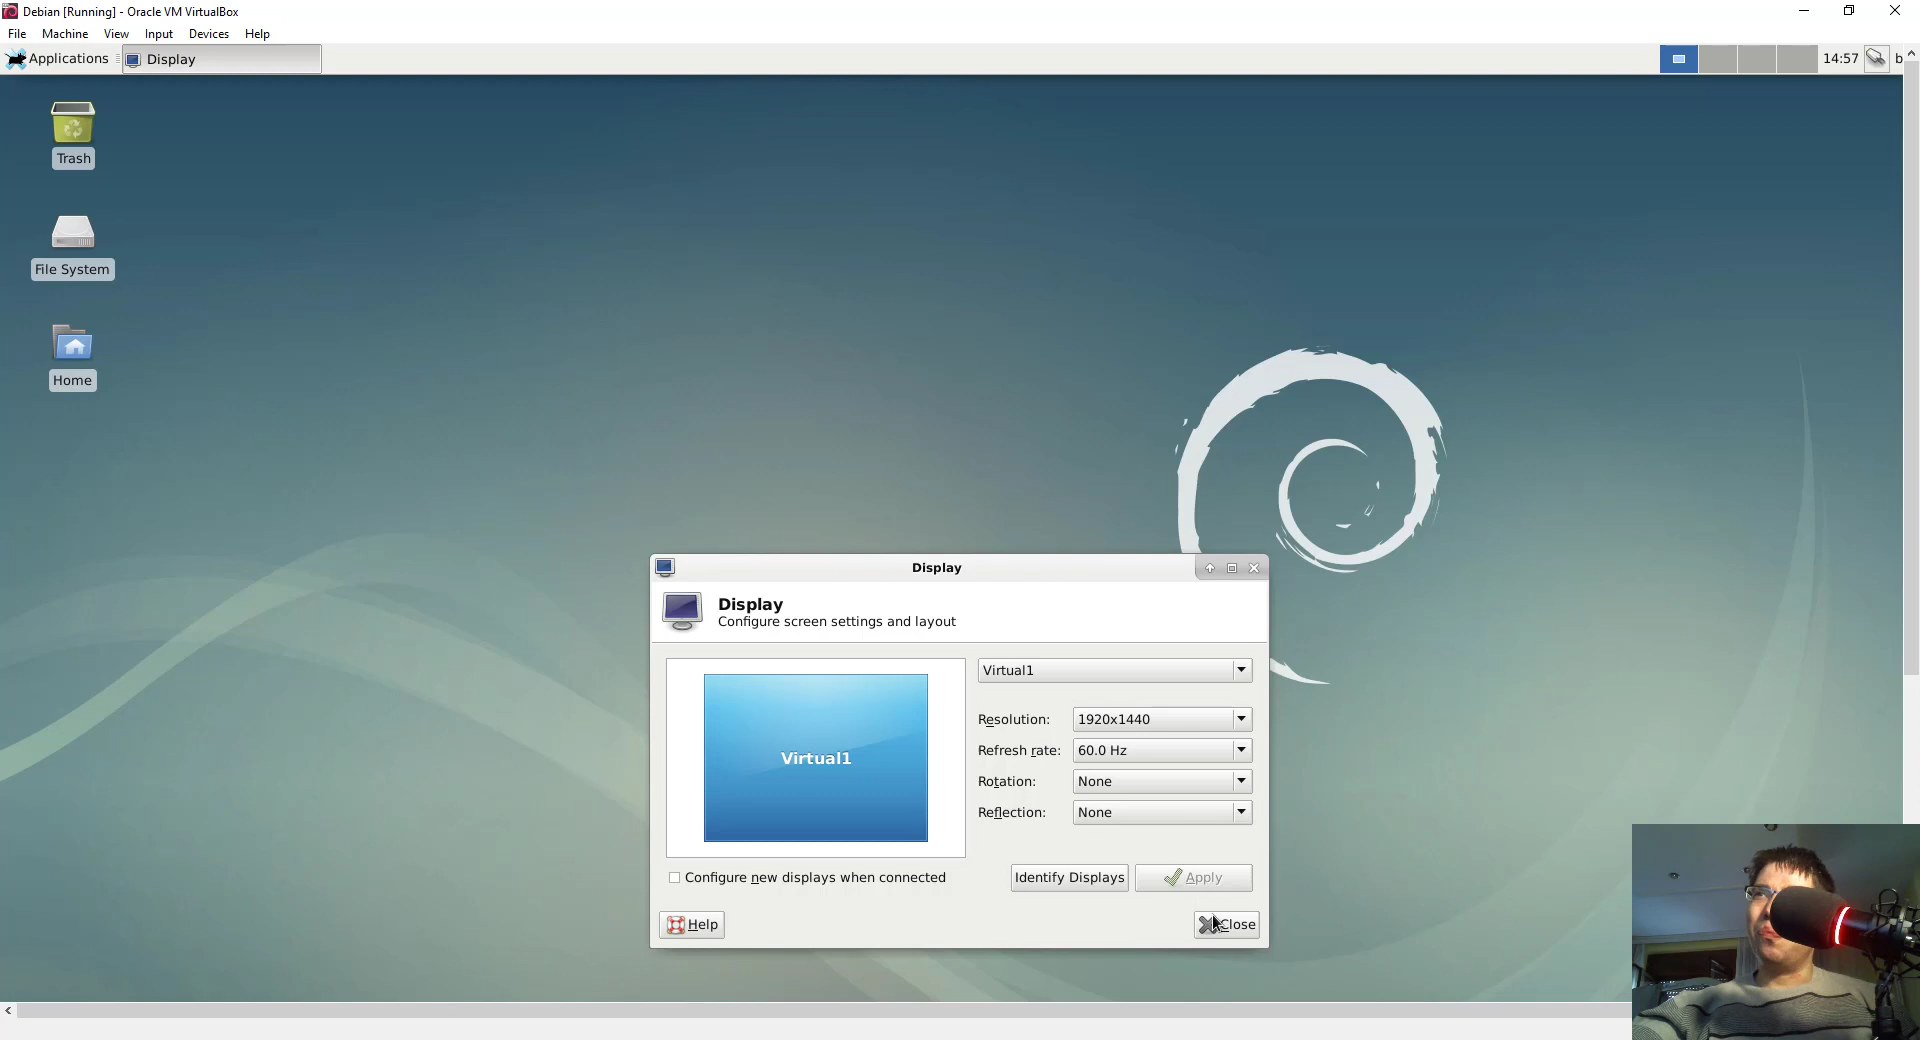 Debian [Running] - Oracle VM VirtualBox
File Machine View Input Devices Help
Applications Display 14:57 b
Trash
File System
Home
Display
Display
Configure screen settings and layout
Virtual1
Virtual1
Resolution: 1920x1440
Refresh rate: 60.0 Hz
Rotation: None
Reflection: None
Configure new displays when connected Identify Displays Apply
Help Close